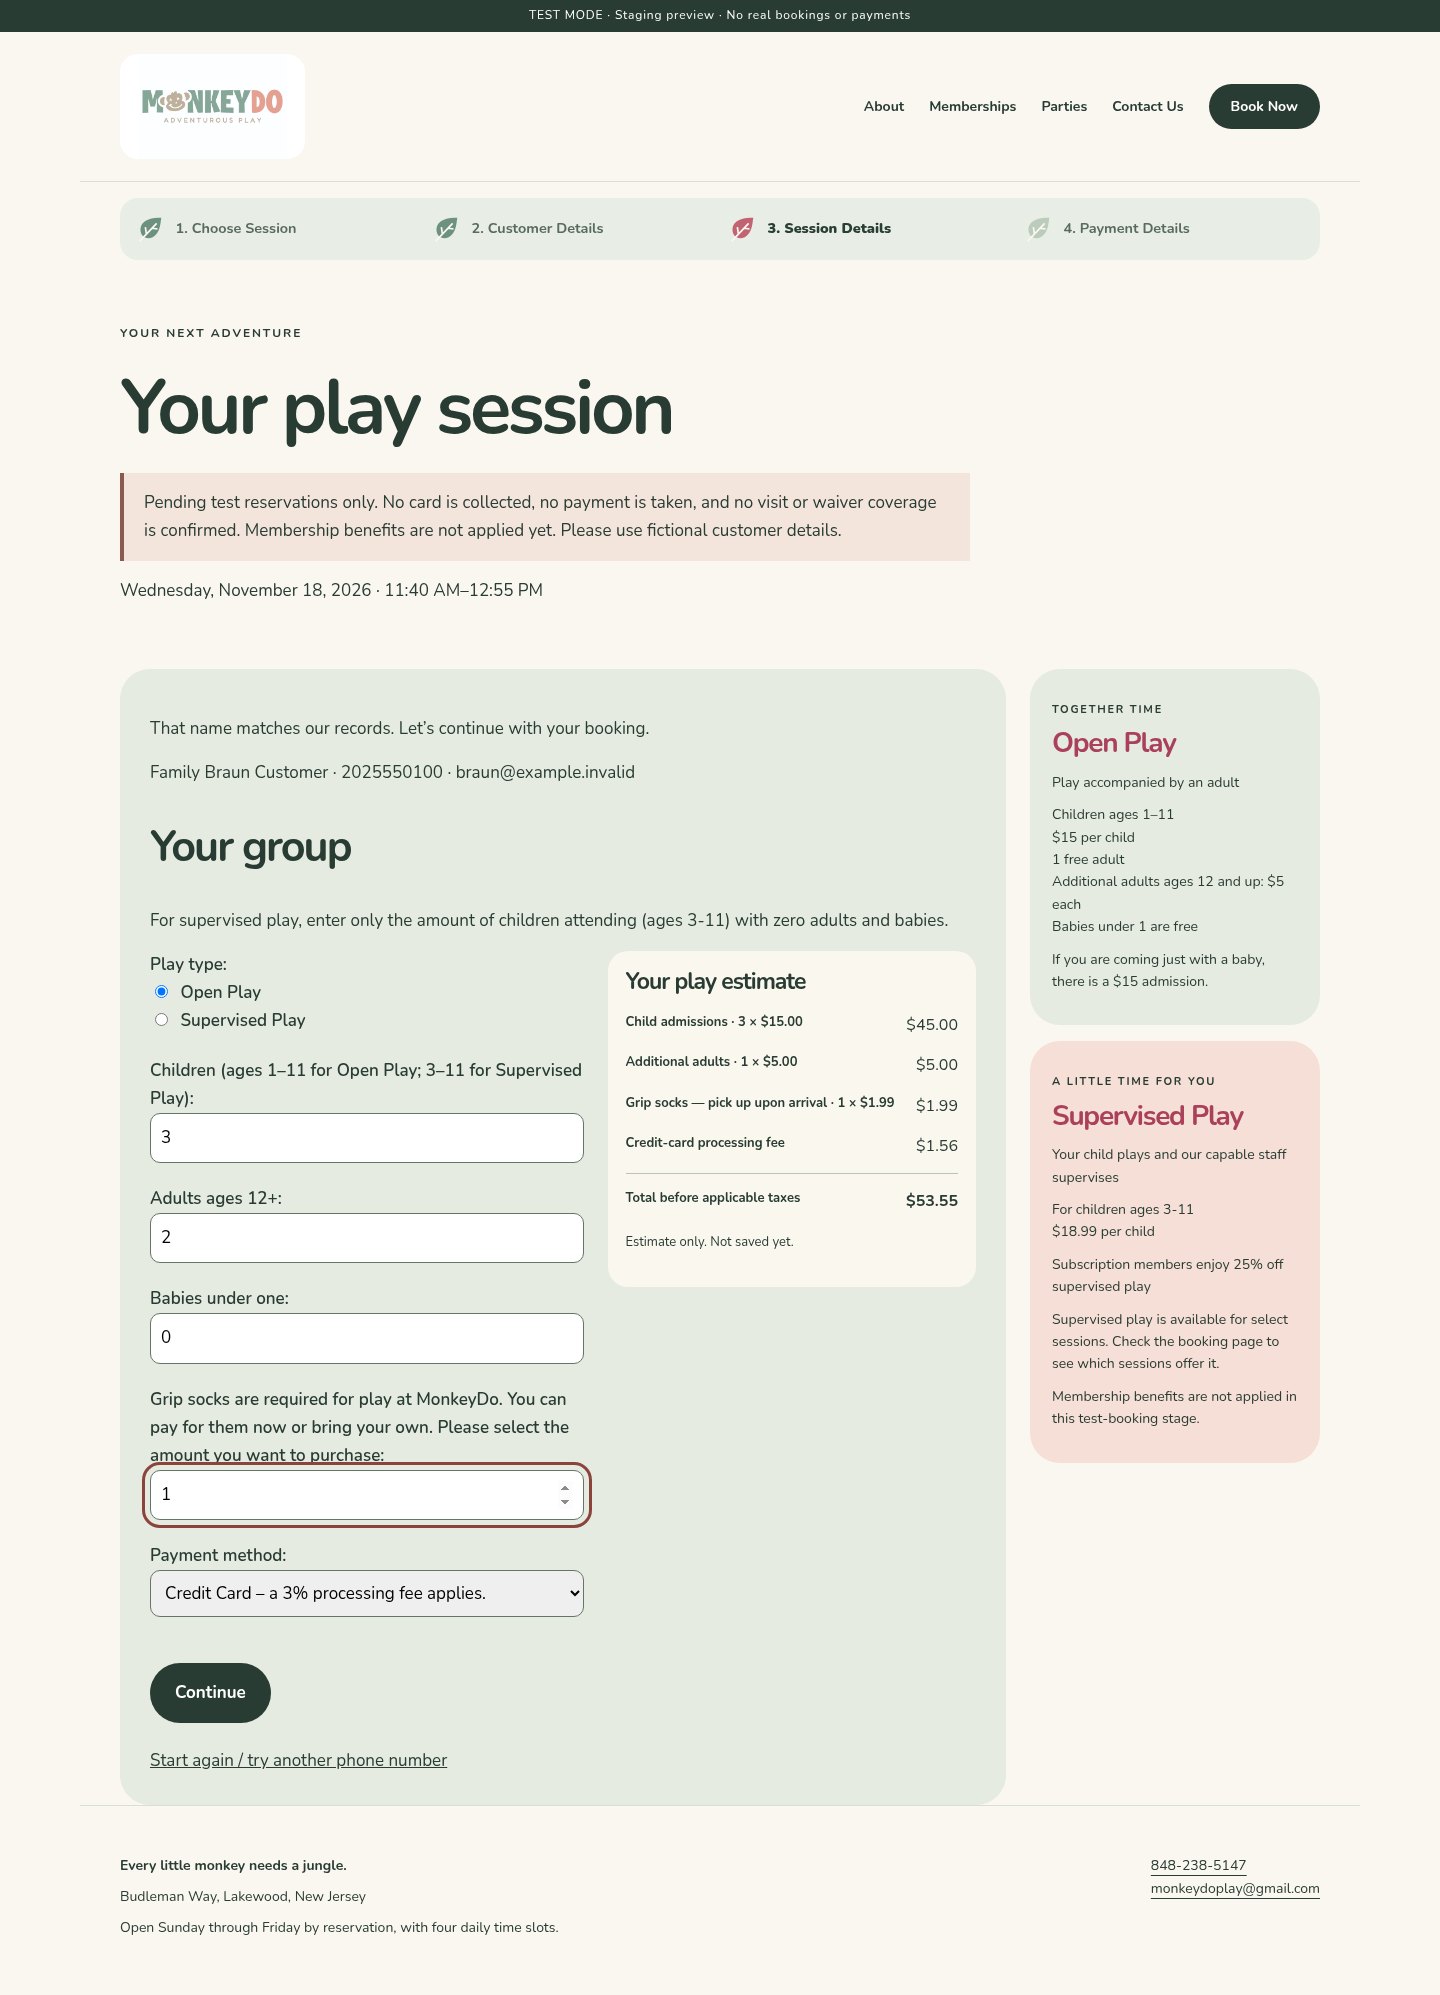 TEST MODE · Staging preview · No real bookings or payments
MONKEYDO
ADVENTUROUS PLAY
About
Memberships
Parties
Contact Us
Book Now
1. Choose Session
2. Customer Details
3. Session Details
4. Payment Details
YOUR NEXT ADVENTURE
Your play session
Pending test reservations only. No card is collected, no payment is taken, and no visit or waiver coverage
is confirmed. Membership benefits are not applied yet. Please use fictional customer details.
Wednesday, November 18, 2026 · 11:40 AM–12:55 PM
That name matches our records. Let’s continue with your booking.
Family Braun Customer · 2025550100 · braun@example.invalid
Your group
For supervised play, enter only the amount of children attending (ages 3-11) with zero adults and babies.
Play type:
Open Play
Supervised Play
Children (ages 1–11 for Open Play; 3–11 for Supervised
Play):
3
Adults ages 12+:
2
Babies under one:
0
Grip socks are required for play at MonkeyDo. You can
pay for them now or bring your own. Please select the
amount you want to purchase:
1
Payment method:
Credit Card – a 3% processing fee applies.
Continue
Start again / try another phone number
Your play estimate
Child admissions · 3 × $15.00 $45.00
Additional adults · 1 × $5.00 $5.00
Grip socks — pick up upon arrival · 1 × $1.99 $1.99
Credit-card processing fee $1.56
Total before applicable taxes $53.55
Estimate only. Not saved yet.
TOGETHER TIME
Open Play
Play accompanied by an adult
Children ages 1–11
$15 per child
1 free adult
Additional adults ages 12 and up: $5
each
Babies under 1 are free
If you are coming just with a baby,
there is a $15 admission.
A LITTLE TIME FOR YOU
Supervised Play
Your child plays and our capable staff
supervises
For children ages 3-11
$18.99 per child
Subscription members enjoy 25% off
supervised play
Supervised play is available for select
sessions. Check the booking page to
see which sessions offer it.
Membership benefits are not applied in
this test-booking stage.
Every little monkey needs a jungle.
Budleman Way, Lakewood, New Jersey
Open Sunday through Friday by reservation, with four daily time slots.
848-238-5147
monkeydoplay@gmail.com